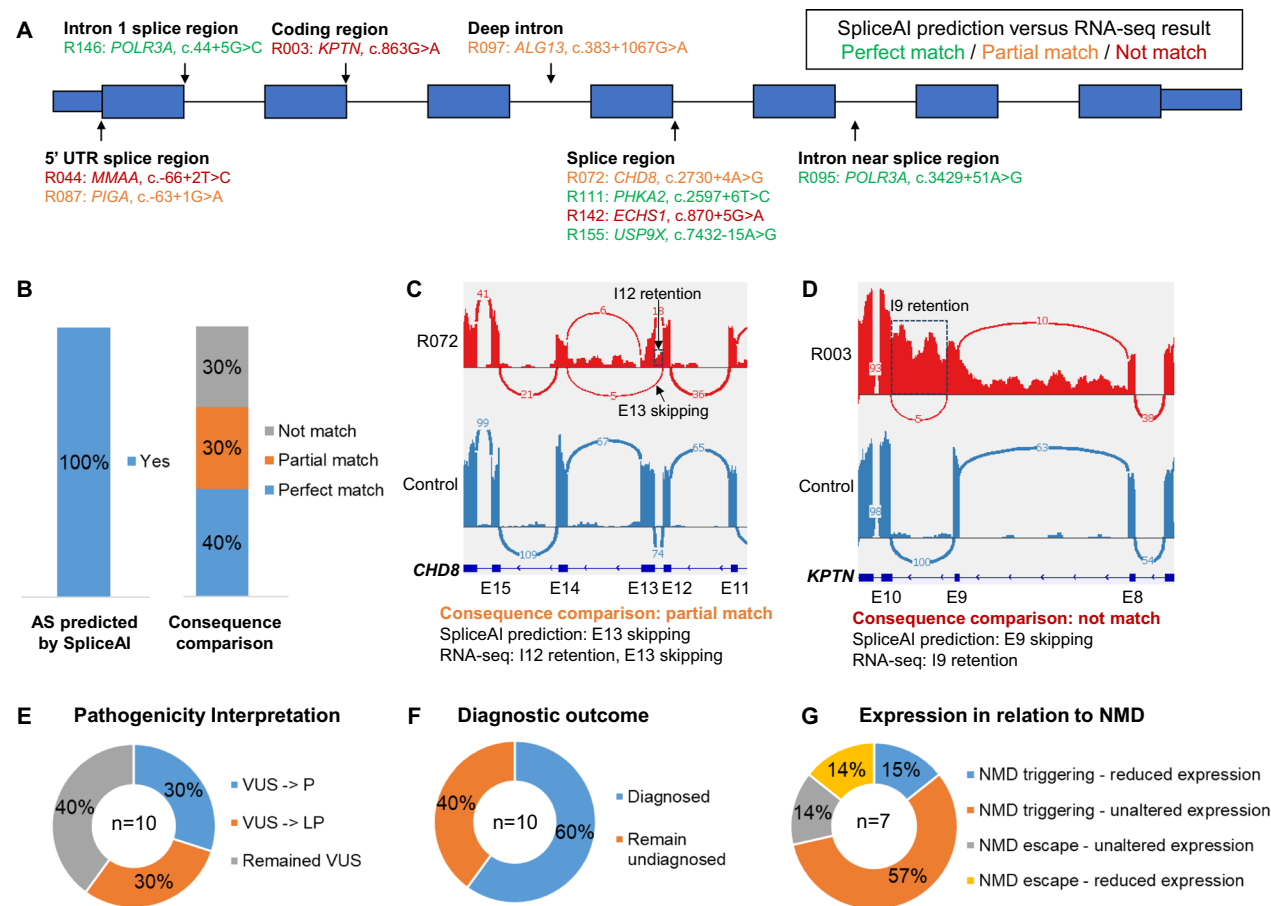 A
Intron 1 splice region
R146: POLR3A, c.44+5G>C
Coding region
R003: KPTN, c.863G>A
Deep intron
R097: ALG13, c.383+1067G>A
SpliceAI prediction versus RNA-seq result
Perfect match / Partial match / Not match
5' UTR splice region
R044: MMAA, c.-66+2T>C
R087: PIGA, c.-63+1G>A
Splice region
R072: CHD8, c.2730+4A>G
R111: PHKA2, c.2597+6T>C
R142: ECHS1, c.870+5G>A
R155: USP9X, c.7432-15A>G
Intron near splice region
R095: POLR3A, c.3429+51A>G
B
100%
Yes
30%
30%
40%
Not match
Partial match
Perfect match
AS predicted
by SpliceAI
Consequence
comparison
C
I12 retention
41
6
18
R072
21
5
36
E13 skipping
99
67
65
Control
109
74
CHD8
E15
E14
E13
E12
E11
Consequence comparison: partial match
SpliceAI prediction: E13 skipping
RNA-seq: I12 retention, E13 skipping
D
I9 retention
10
R003
93
5
38
63
Control
98
100
54
KPTN
E10
E9
E8
Consequence comparison: not match
SpliceAI prediction: E9 skipping
RNA-seq: I9 retention
E
Pathogenicity Interpretation
30%
40%
n=10
30%
VUS -> P
VUS -> LP
Remained VUS
F
Diagnostic outcome
40%
n=10
60%
Diagnosed
Remain
undiagnosed
G
Expression in relation to NMD
14%
15%
14%
n=7
57%
NMD triggering - reduced expression
NMD triggering - unaltered expression
NMD escape - unaltered expression
NMD escape - reduced expression